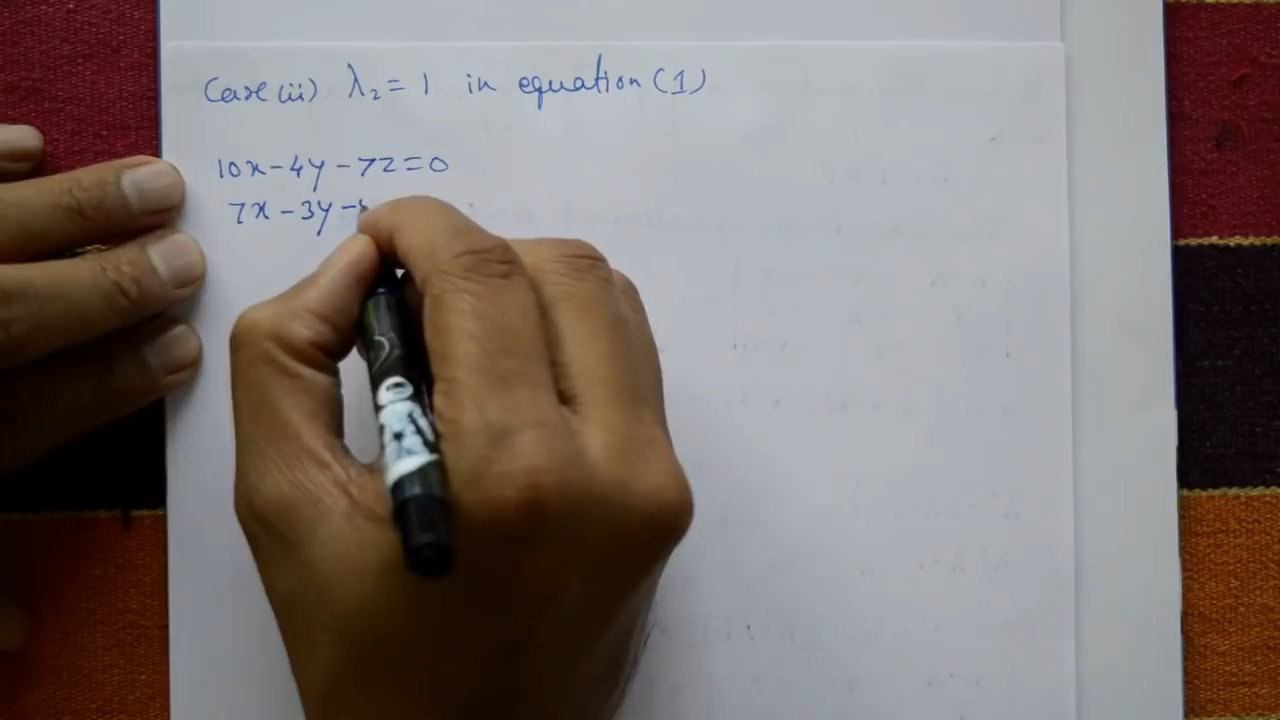 Case (ii) λ₂ = 1 in equation (1)
10x - 4y - 7z = 0
7x - 3y -